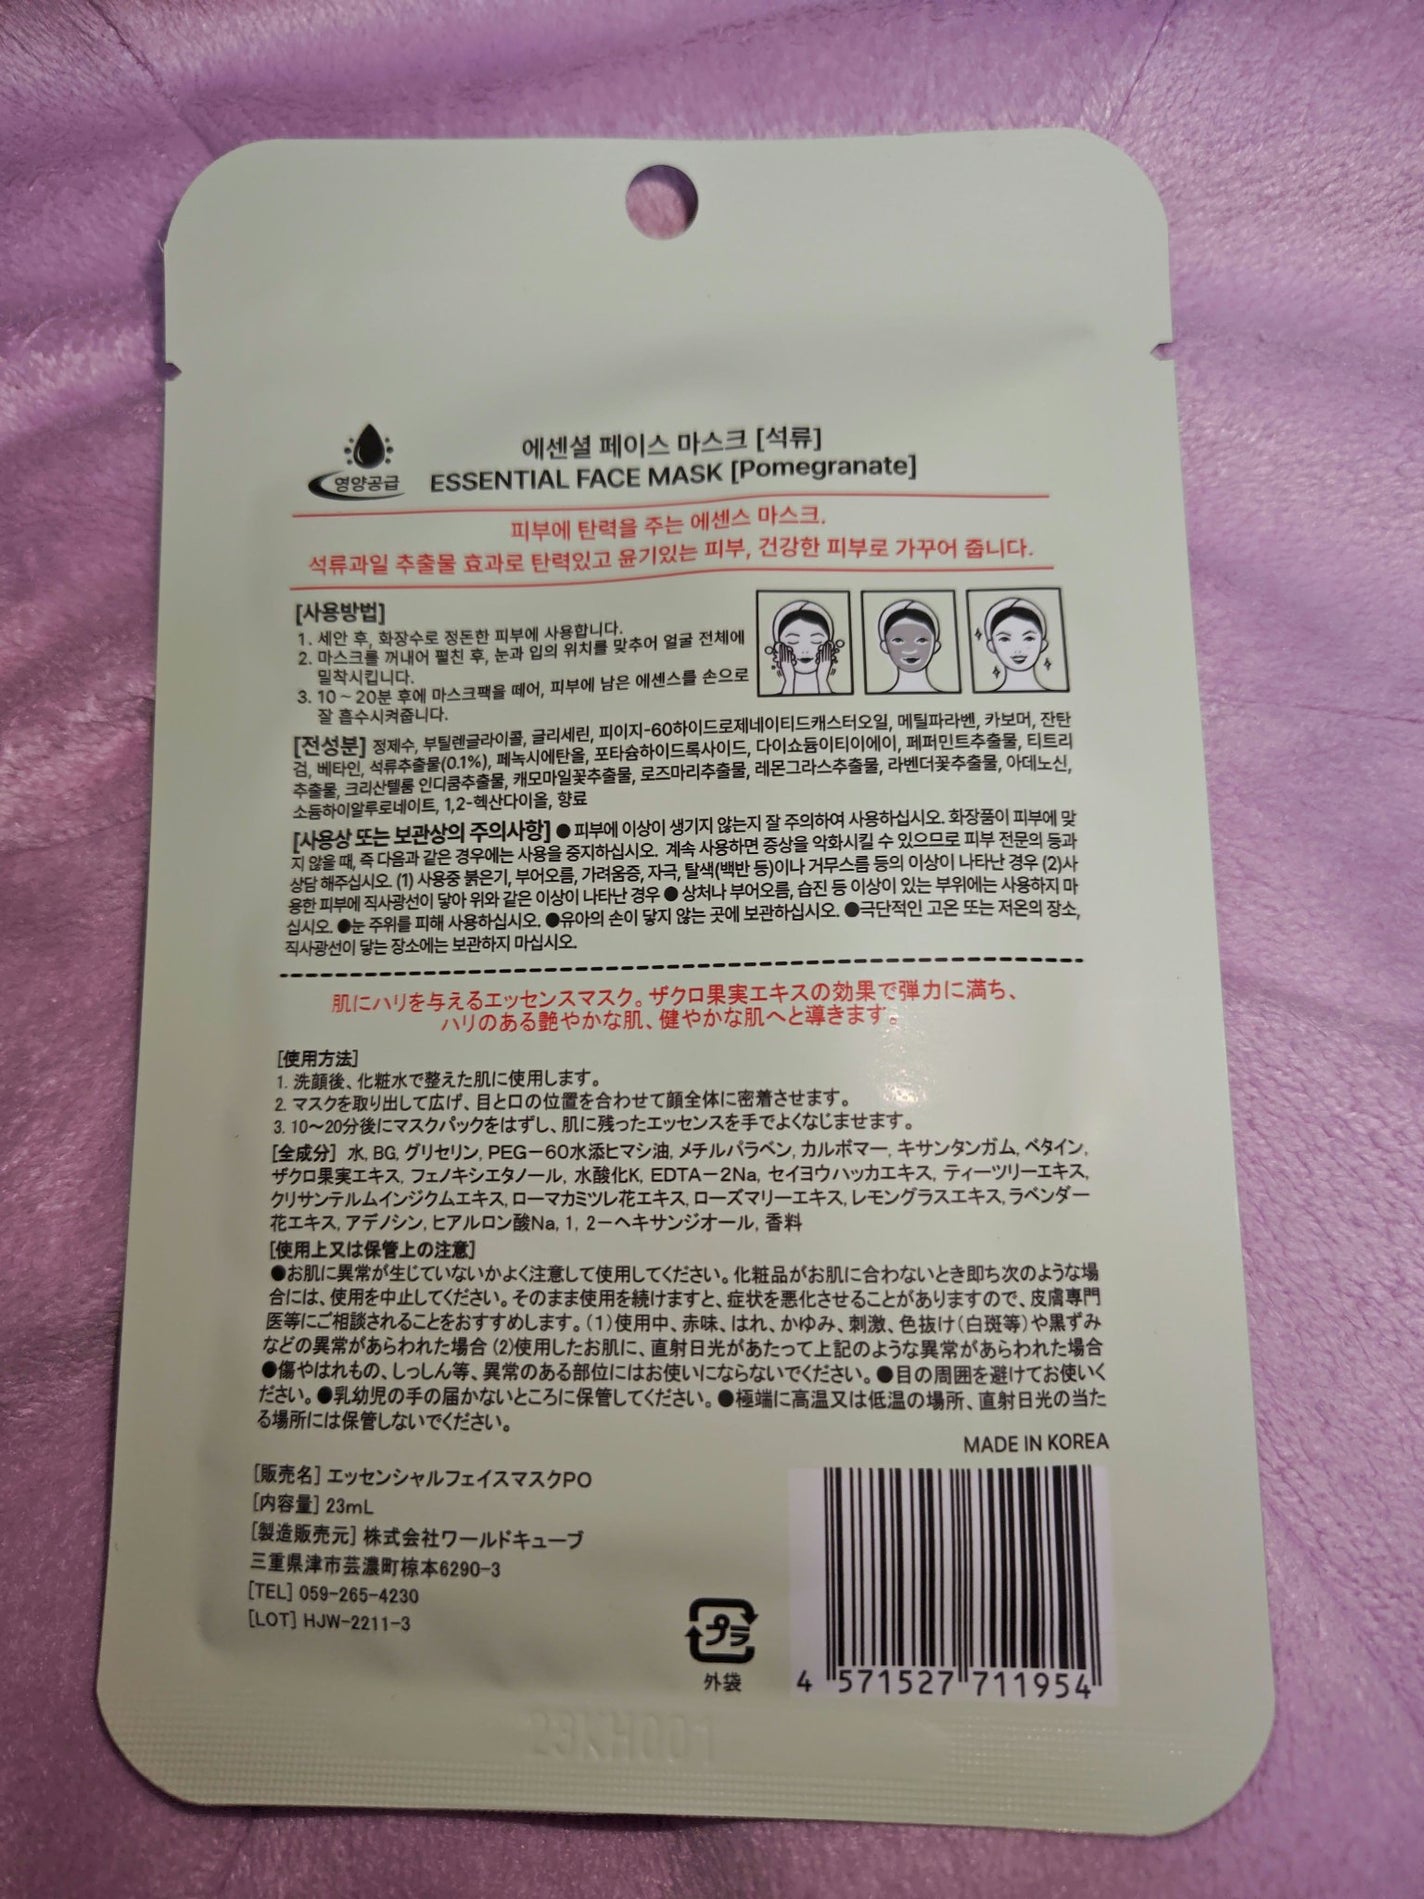 에센셜 페이스 마스크 [석류]
영양공급
ESSENTIAL FACE MASK [Pomegranate]
피부에 탄력을 주는 에센스 마스크.
석류과일 추출물 효과로 탄력있고 윤기있는 피부, 건강한 피부로 가꾸어 줍니다.
[사용방법]
1. 세안 후, 화장수로 정돈한 피부에 사용합니다.
2. 마스크를 꺼내어 펼친 후, 눈과 입의 위치를 맞추어 얼굴 전체에
밀착시킵니다.
3. 10 ~ 20분 후에 마스크팩을 떼어, 피부에 남은 에센스를 손으로
잘 흡수시켜줍니다.
[전성분] 정제수, 부틸렌글라이콜, 글리세린, 피이지-60하이드로제네이티드캐스터오일, 메틸파라벤, 카보머, 잔탄
검, 베타인, 석류추출물(0.1%), 페녹시에탄올, 포타슘하이드록사이드, 다이소듐이티이에이, 페퍼민트추출물, 티트리
추출물, 크리산텔룸 인디쿰추출물, 캐모마일꽃추출물, 로즈마리추출물, 레몬그라스추출물, 라벤더꽃추출물, 아데노신,
소듐하이알루로네이트, 1,2-헥산다이올, 향료
[사용상 또는 보관상의 주의사항] ● 피부에 이상이 생기지 않는지 잘 주의하여 사용하십시오. 화장품이 피부에 맞
지 않을 때, 즉 다음과 같은 경우에는 사용을 중지하십시오. 계속 사용하면 증상을 악화시킬 수 있으므로 피부 전문의 등과
상담 해주십시오. (1) 사용중 붉은기, 부어오름, 가려움증, 자극, 탈색(백반 등)이나 거무스름 등의 이상이 나타난 경우 (2)사
용한 피부에 직사광선이 닿아 위와 같은 이상이 나타난 경우 ● 상처나 부어오름, 습진 등 이상이 있는 부위에는 사용하지 마
십시오. ●눈 주위를 피해 사용하십시오. ●유아의 손이 닿지 않는 곳에 보관하십시오. ●극단적인 고온 또는 저온의 장소,
직사광선이 닿는 장소에는 보관하지 마십시오.
肌にハリを与えるエッセンスマスク。ザクロ果実エキスの効果で弾力に満ち、
ハリのある艶やかな肌、健やかな肌へと導きます。
[使用方法]
1. 洗顔後、化粧水で整えた肌に使用します。
2. マスクを取り出して広げ、目と口の位置を合わせて顔全体に密着させます。
3. 10〜20分後にマスクパックをはずし、肌に残ったエッセンスを手でよくなじませます。
[全成分] 水, BG, グリセリン, PEG−60水添ヒマシ油, メチルパラベン, カルボマー, キサンタンガム, ベタイン,
ザクロ果実エキス, フェノキシエタノール, 水酸化K, EDTA−2Na, セイヨウハッカエキス, ティーツリーエキス,
クリサンテルムインジクムエキス, ローマカミツレ花エキス, ローズマリーエキス, レモングラスエキス, ラベンダー
花エキス, アデノシン, ヒアルロン酸Na, 1, 2−ヘキサンジオール, 香料
[使用上又は保管上の注意]
●お肌に異常が生じていないかよく注意して使用してください。化粧品がお肌に合わないとき即ち次のような場
合には、使用を中止してください。そのまま使用を続けますと、症状を悪化させることがありますので、皮膚専門
医等にご相談されることをおすすめします。(1)使用中、赤味、はれ、かゆみ、刺激、色抜け(白斑等)や黒ずみ
などの異常があらわれた場合 (2)使用したお肌に、直射日光があたって上記のような異常があらわれた場合
●傷やはれもの、しっしん等、異常のある部位にはお使いにならないでください。●目の周囲を避けてお使いく
ださい。●乳幼児の手の届かないところに保管してください。●極端に高温又は低温の場所、直射日光の当た
る場所には保管しないでください。
MADE IN KOREA
[販売名] エッセンシャルフェイスマスクPO
[内容量] 23mL
[製造販売元] 株式会社ワールドキューブ
三重県津市芸濃町椋本6290-3
[TEL] 059-265-4230
[LOT] HJW-2211-3
プラ
外袋
4 571527 711954